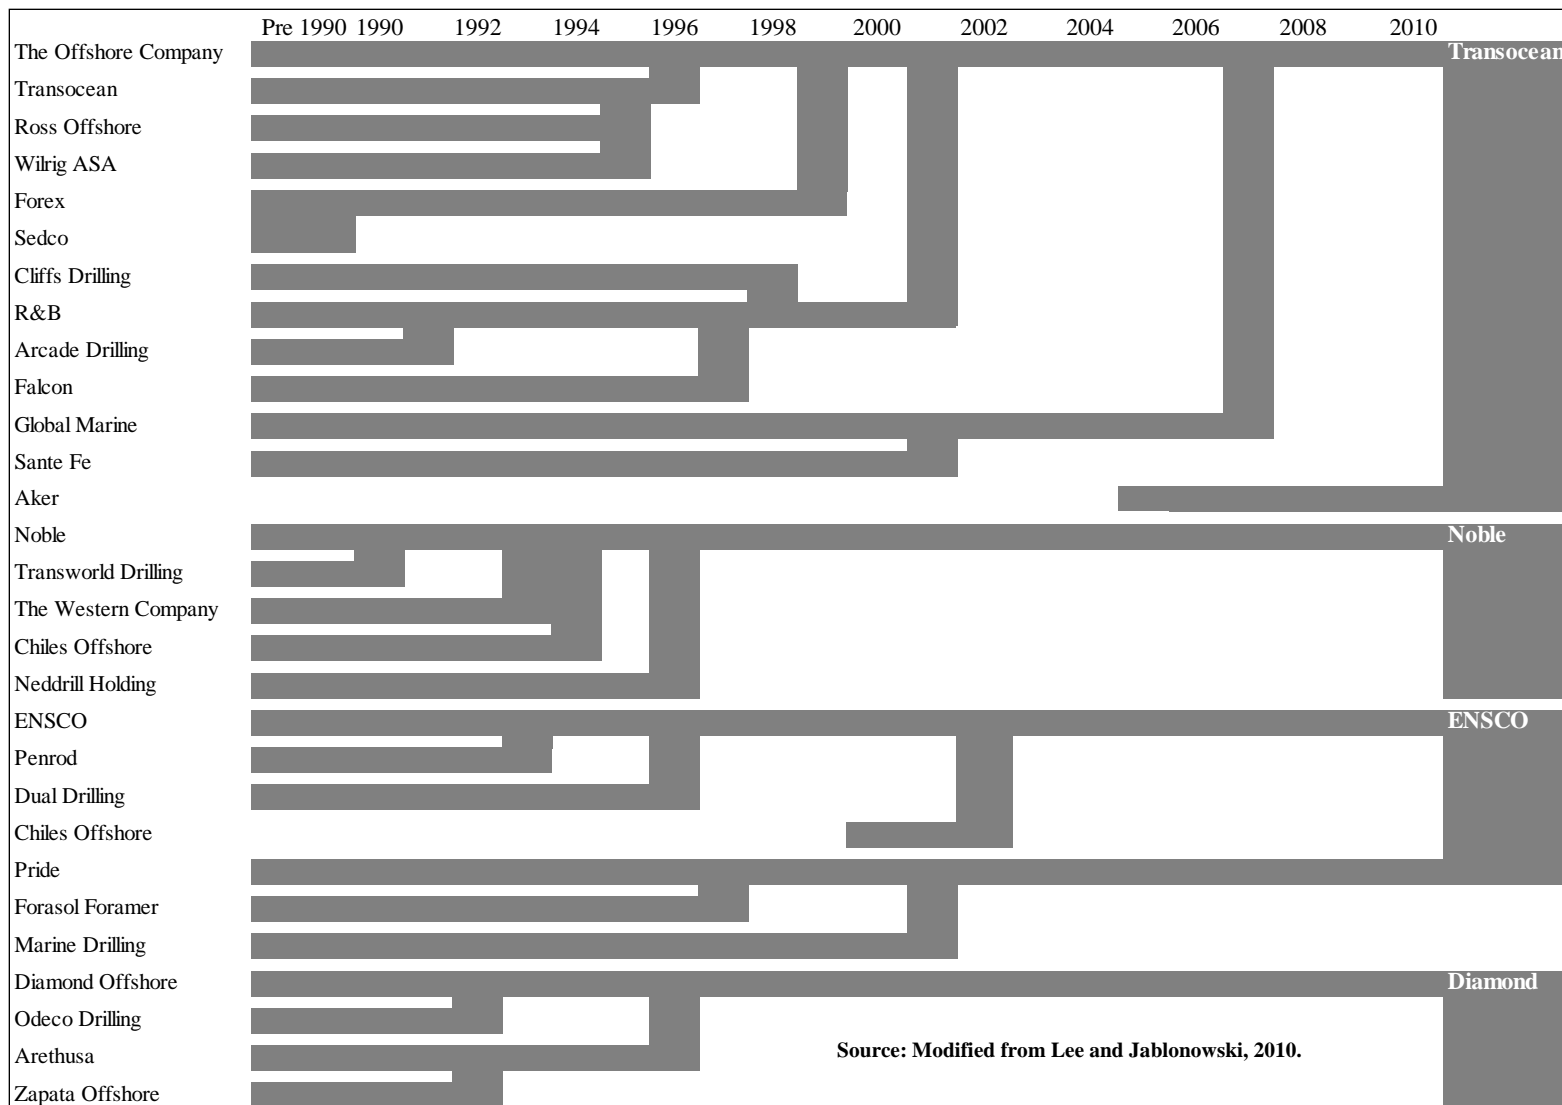 Pre 1990 1990 1992 1994 1996 1998 2000 2002 2004 2006 2008 2010
The Offshore Company Transocean
Transocean
Ross Offshore
Wilrig ASA
Forex
Sedco
Cliffs Drilling
R&B
Arcade Drilling
Falcon
Global Marine
Sante Fe
Aker
Noble Noble
Transworld Drilling
The Western Company
Chiles Offshore
Neddrill Holding
ENSCO ENSCO
Penrod
Dual Drilling
Chiles Offshore
Pride
Forasol Foramer
Marine Drilling
Diamond Offshore Diamond
Odeco Drilling
Arethusa Source: Modified from Lee and Jablonowski, 2010.
Zapata Offshore